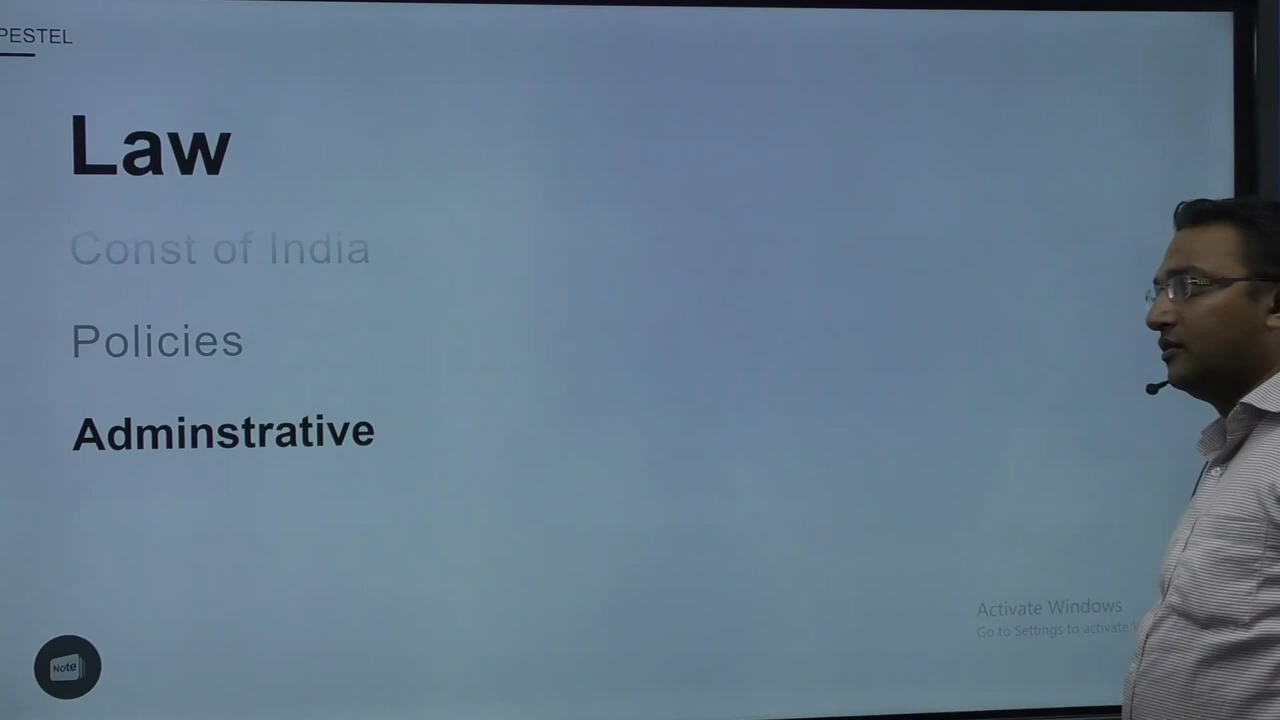 PESTEL
Law
Const of India
Policies
Adminstrative
Activate Windows
Go to Settings to activate
Note